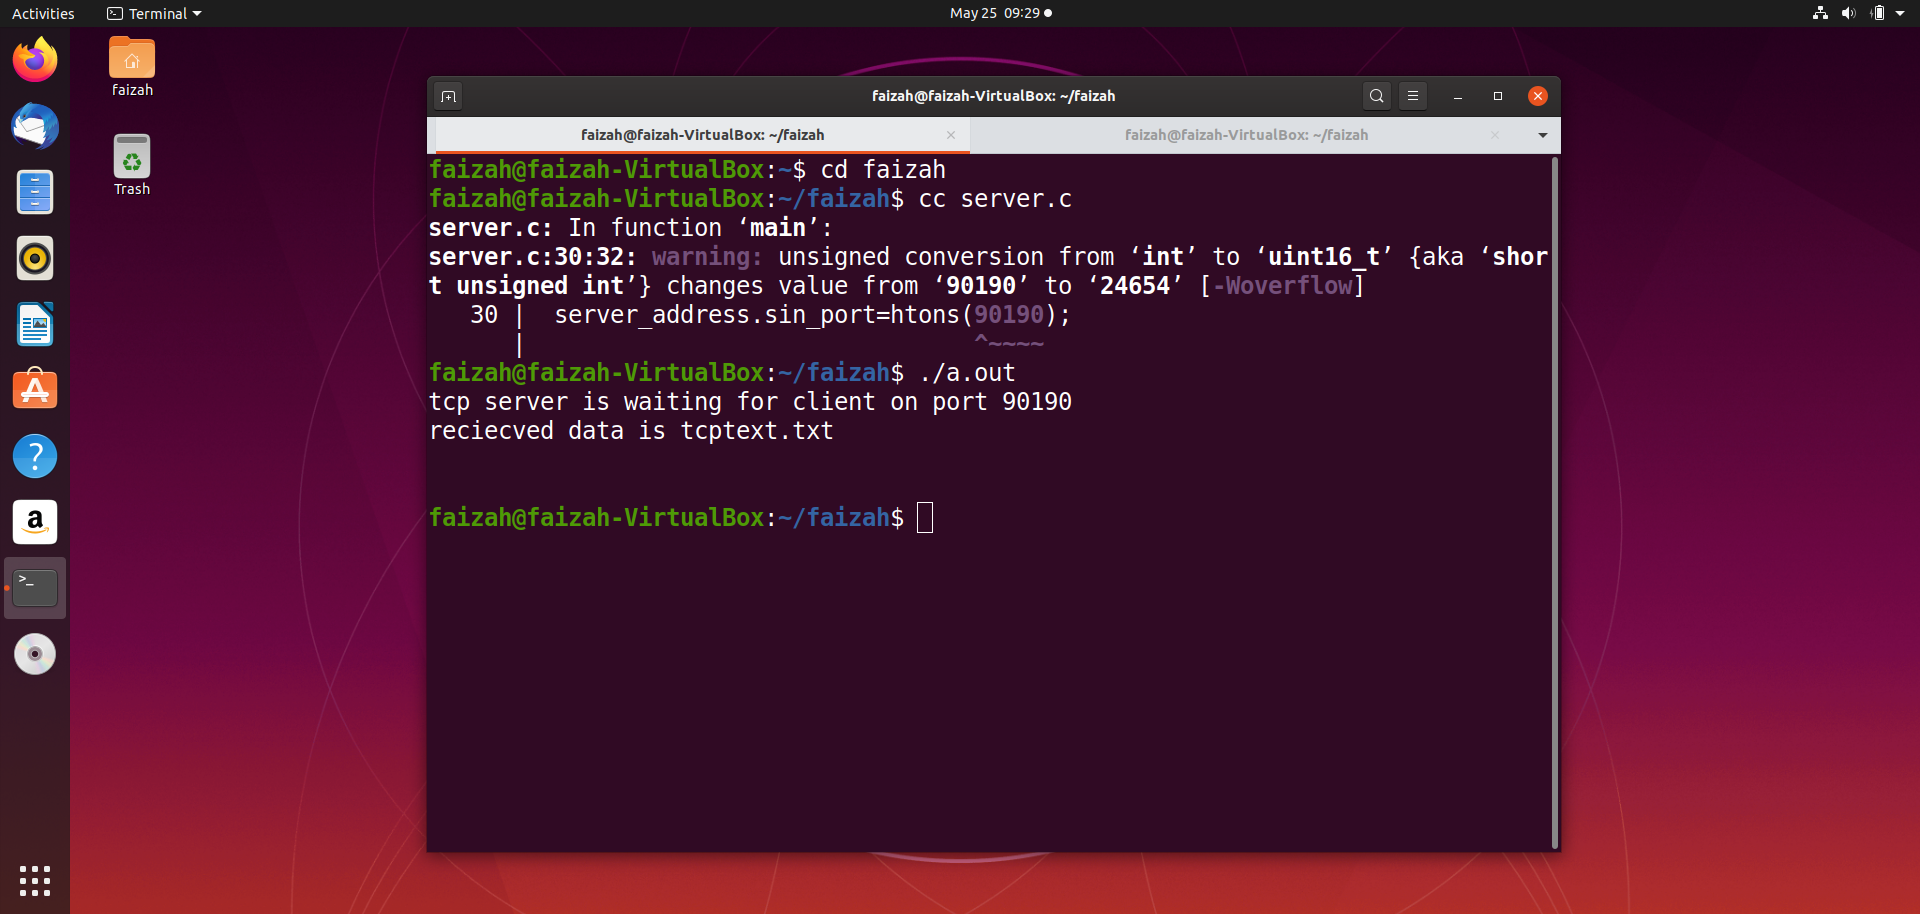 Activities
Terminal
May 25 09:29
faizah
Trash
faizah@faizah-VirtualBox: ~/faizah
faizah@faizah-VirtualBox: ~/faizah
faizah@faizah-VirtualBox: ~/faizah
faizah@faizah-VirtualBox:~$ cd faizah
faizah@faizah-VirtualBox:~/faizah$ cc server.c
server.c: In function ‘main’:
server.c:30:32: warning: unsigned conversion from ‘int’ to ‘uint16_t’ {aka ‘shor
t unsigned int’} changes value from ‘90190’ to ‘24654’ [-Woverflow]
   30 |  server_address.sin_port=htons(90190);
      |                                ^~~~~
faizah@faizah-VirtualBox:~/faizah$ ./a.out
tcp server is waiting for client on port 90190
reciecved data is tcptext.txt
faizah@faizah-VirtualBox:~/faizah$